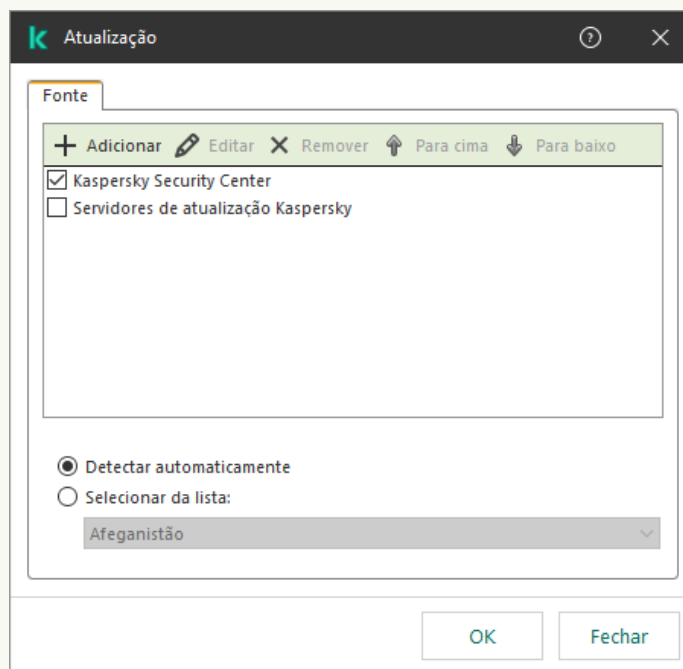 Atualização
Fonte
Adicionar Editar Remover Para cima Para baixo
Kaspersky Security Center
Servidores de atualização Kaspersky
Detectar automaticamente
Selecionar da lista:
Afeganistão
OK Fechar